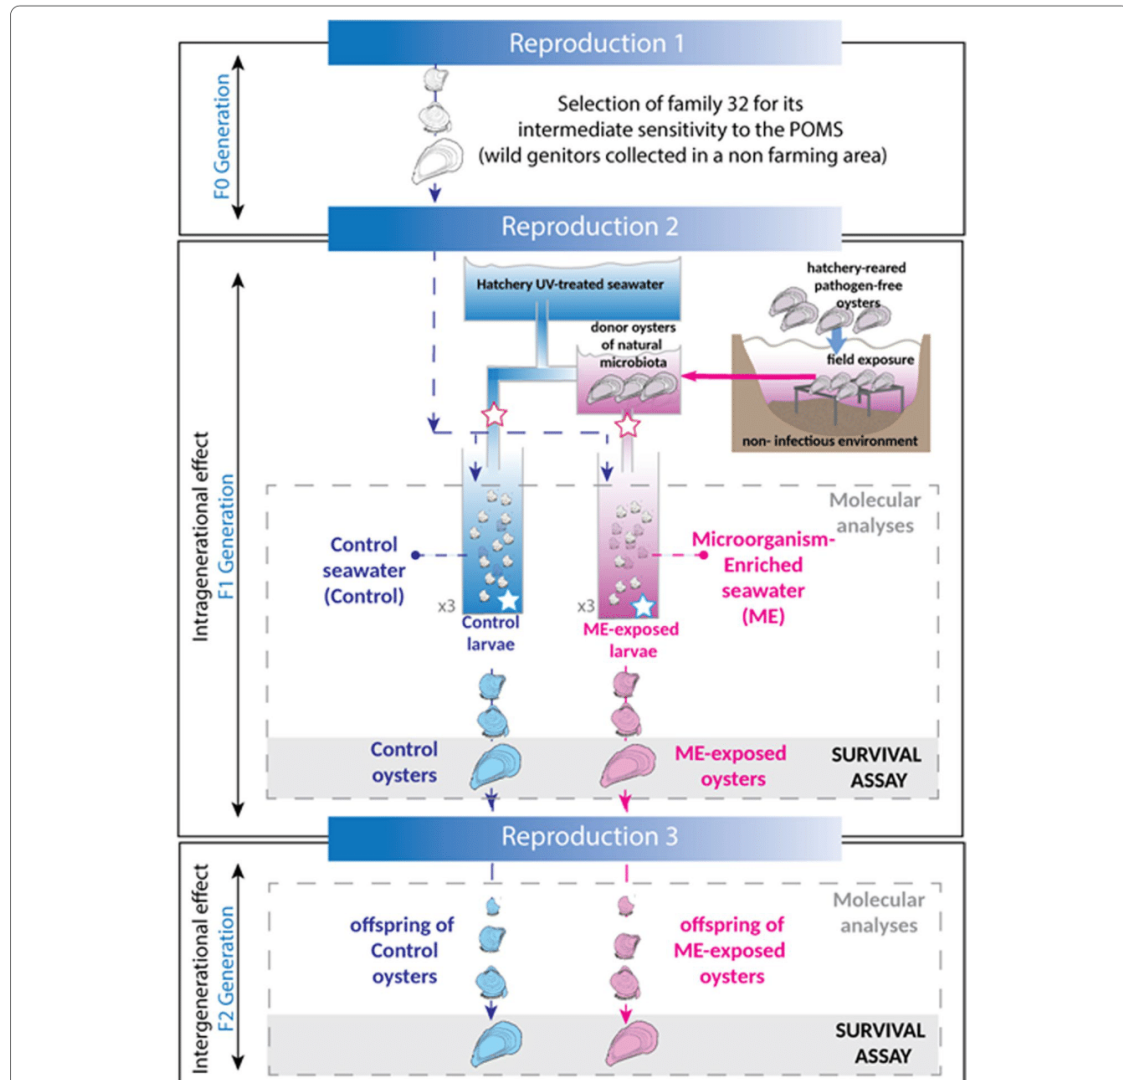 Reproduction 1
F0 Generation
Selection of family 32 for its
intermediate sensitivity to the POMS
(wild genitors collected in a non farming area)
Reproduction 2
Intragenerational effect
F1 Generation
Hatchery UV-treated seawater
hatchery-reared
pathogen-free
oysters
donor oysters
of natural
microbiota
field exposure
non- infectious environment
Molecular
analyses
Control
seawater
(Control)
Microorganism-
Enriched
seawater
(ME)
x3
x3
Control
larvae
ME-exposed
larvae
Control
oysters
ME-exposed
oysters
SURVIVAL
ASSAY
Reproduction 3
Intergenerational effect
F2 Generation
Molecular
analyses
offspring of
Control
oysters
offspring of
ME-exposed
oysters
SURVIVAL
ASSAY